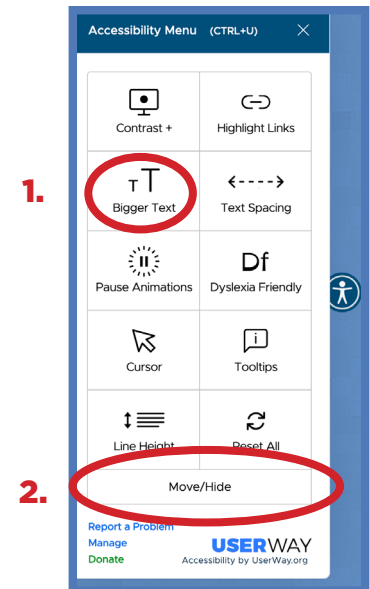 Accessibility Menu (CTRL+U)
Contrast + Highlight Links
1.
TT
Bigger Text Text Spacing
Df
Pause Animations Dyslexia Friendly
i
Cursor Tooltips
Line Height Reset All
2.
Move/Hide
Report a Problem
Manage
Donate
USERWAY
Accessibility by UserWay.org